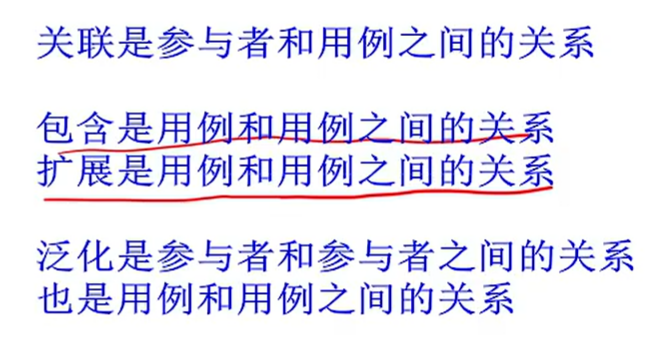 关联是参与者和用例之间的关系
包含是用例和用例之间的关系
扩展是用例和用例之间的关系
泛化是参与者和参与者之间的关系
也是用例和用例之间的关系